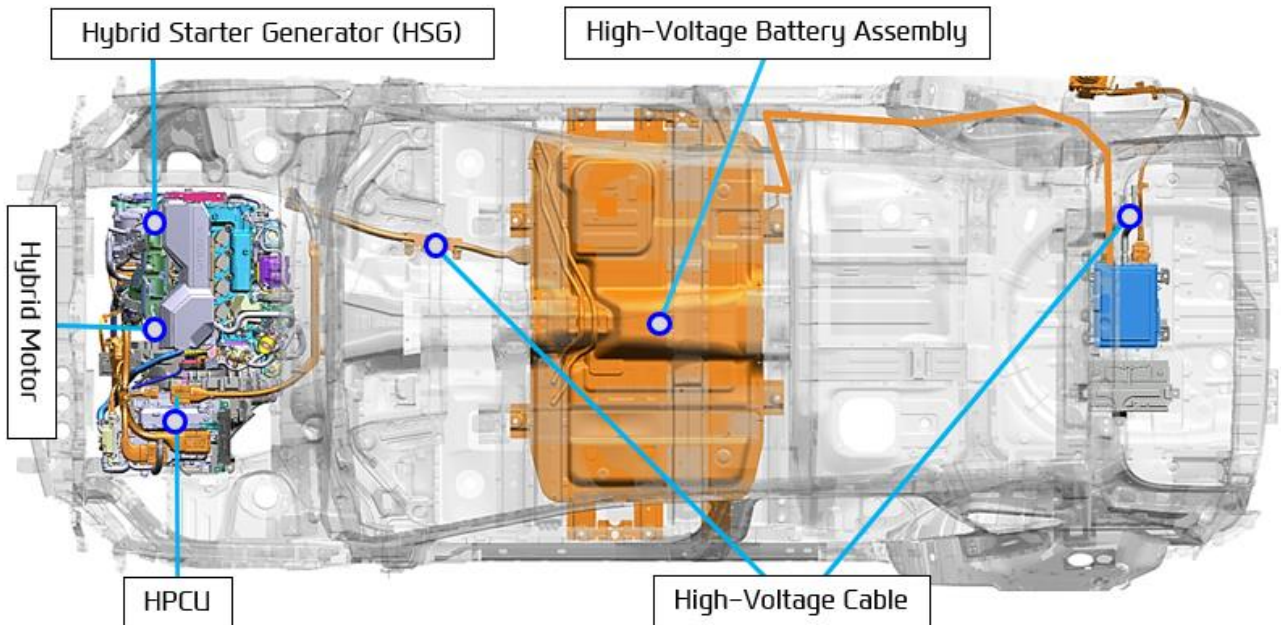 Hybrid Starter Generator (HSG)
High-Voltage Battery Assembly
Hybrid Motor
HPCU
High-Voltage Cable